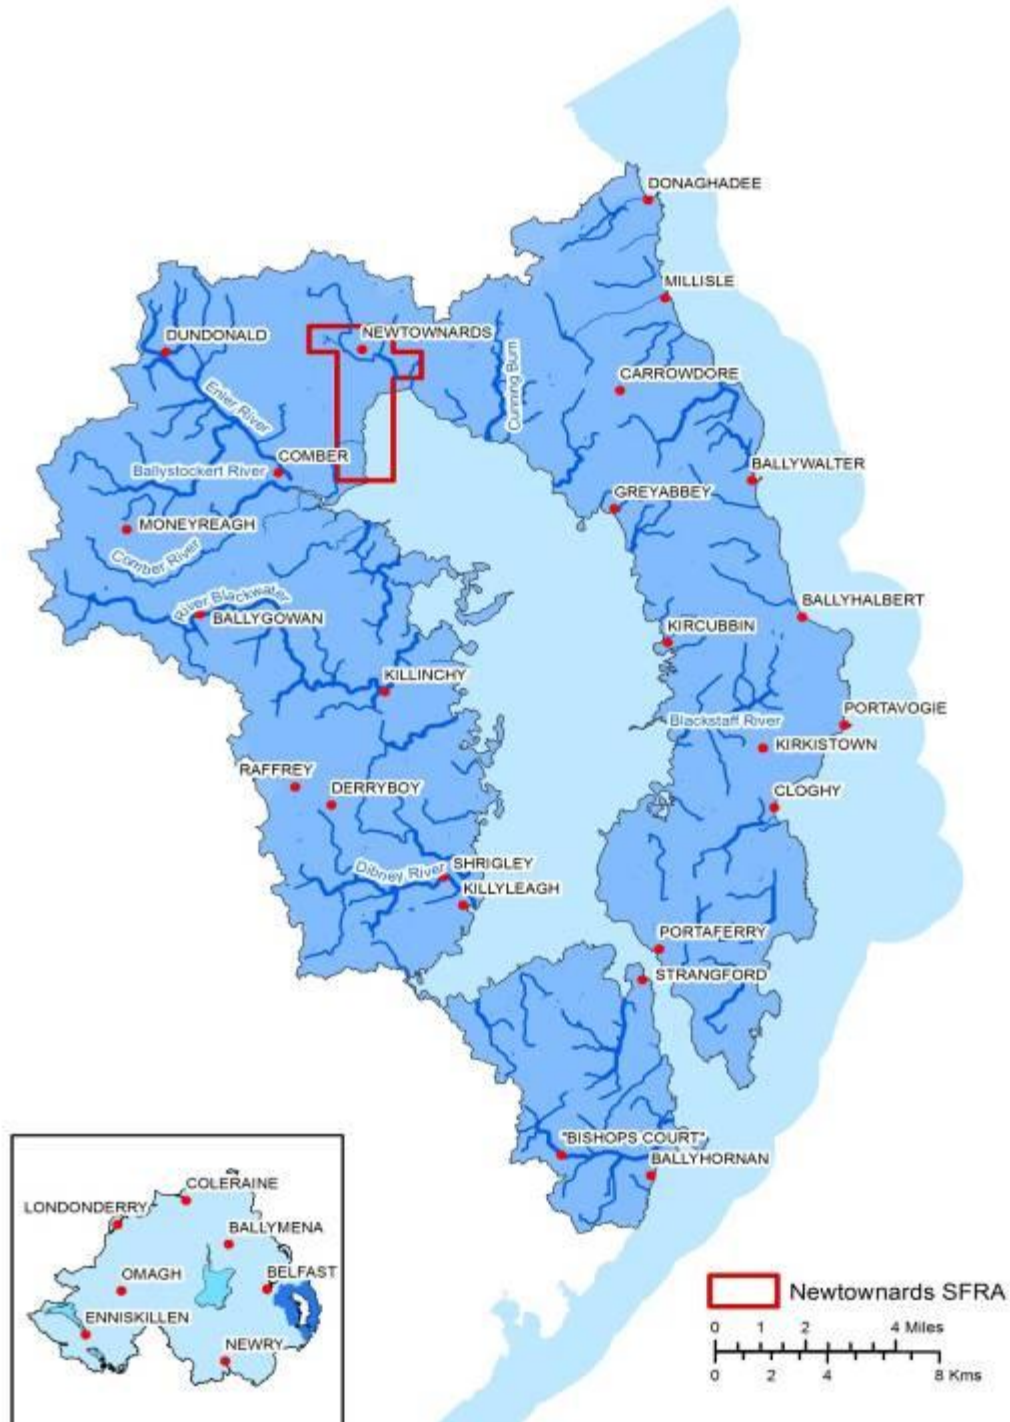 DONAGHADEE
MILLISLE
DUNDONALD
NEWTOWNARDS
Cunning Burn
CARROWDORE
Enler River
COMBER
Ballystockert River
BALLYWALTER
GREYABBEY
MONEYREAGH
Comber River
River Blackwater
BALLYGOWAN
BALLYHALBERT
KIRCUBBIN
KILLINCHY
PORTAVOGIE
Blackstaff River
KIRKISTOWN
RAFFREY
DERRYBOY
CLOGHY
Dibney River
SHRIGLEY
KILLYLEAGH
PORTAFERRY
STRANGFORD
"BISHOPS COURT"
BALLYHORNAN
COLERAINE
LONDONDERRY
BALLYMENA
OMAGH
BELFAST
ENNISKILLEN
NEWRY
Newtownards SFRA
0 1 2 4 Miles
0 2 4 8 Kms